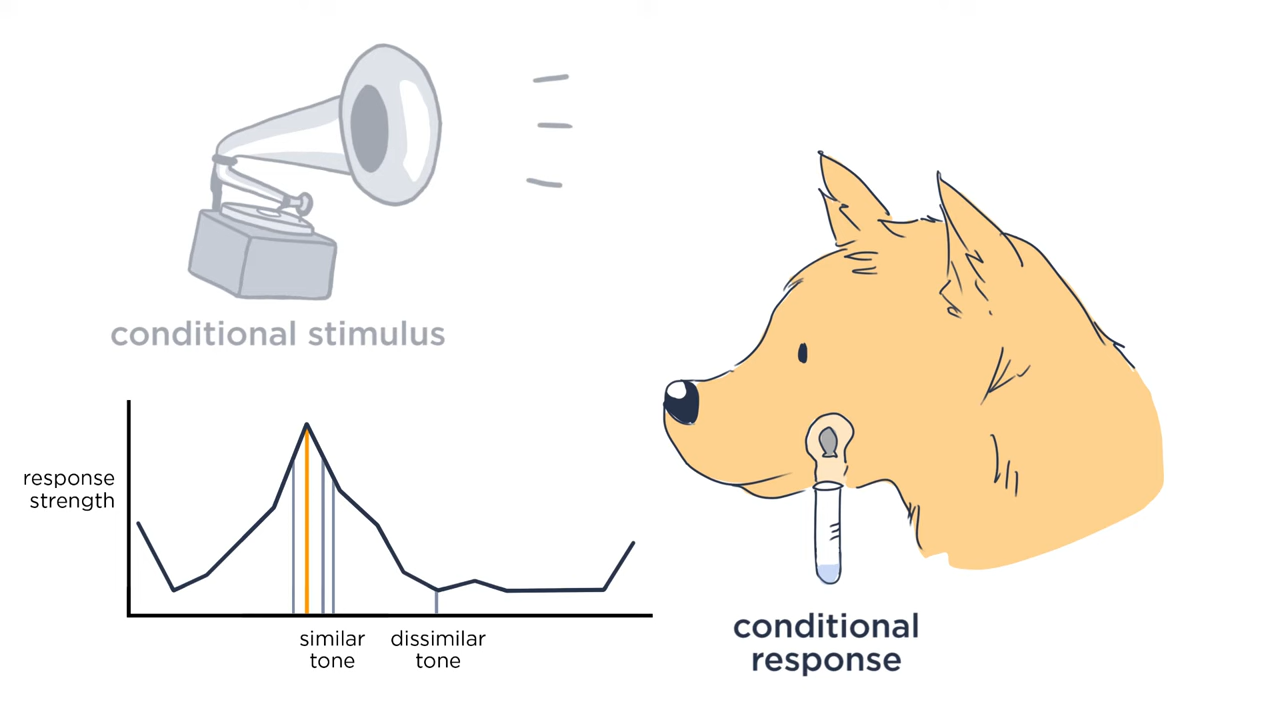 conditional stimulus
response
strength
similar
tone
dissimilar
tone
conditional
response